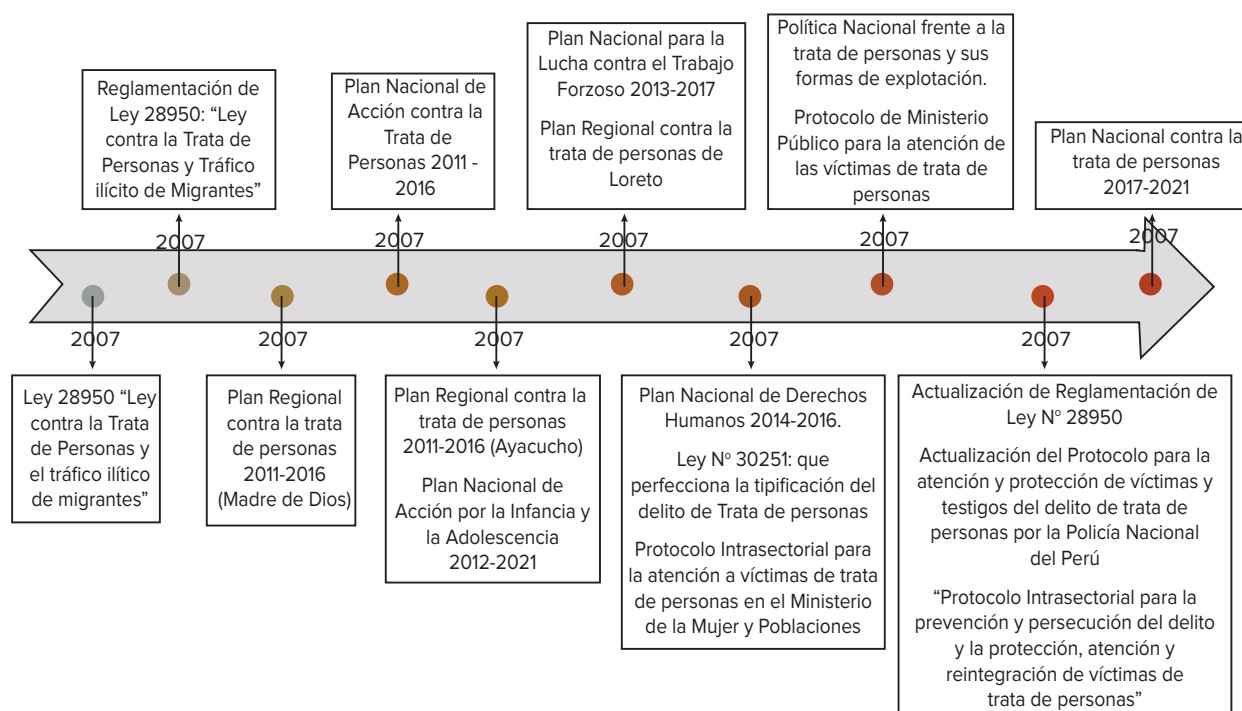 Reglamentación de
Ley 28950: “Ley
contra la Trata de
Personas y Tráfico
ilícito de Migrantes”
2007
Plan Nacional de
Acción contra la
Trata de
Personas 2011 -
2016
2007
Plan Nacional para la
Lucha contra el Trabajo
Forzoso 2013-2017
Plan Regional contra la
trata de personas de
Loreto
2007
Política Nacional frente a la
trata de personas y sus
formas de explotación.
Protocolo de Ministerio
Público para la atención de
las víctimas de trata de
personas
2007
Plan Nacional contra la
trata de personas
2017-2021
2007
2007
Ley 28950 “Ley
contra la Trata
de Personas y
el tráfico ilítico
de migrantes”
2007
Plan Regional
contra la trata
de personas
2011-2016
(Madre de Dios)
2007
Plan Regional contra la
trata de personas
2011-2016 (Ayacucho)
Plan Nacional de
Acción por la Infancia y
la Adolescencia
2012-2021
2007
Plan Nacional de Derechos
Humanos 2014-2016.
Ley Nº 30251: que
perfecciona la tipificación del
delito de Trata de personas
Protocolo Intrasectorial para
la atención a víctimas de trata
de personas en el Ministerio
de la Mujer y Poblaciones
2007
Actualización de Reglamentación de
Ley Nº 28950
Actualización del Protocolo para la
atención y protección de víctimas y
testigos del delito de trata de
personas por la Policía Nacional
del Perú
“Protocolo Intrasectorial para la
prevención y persecución del delito
y la protección, atención y
reintegración de víctimas de
trata de personas”